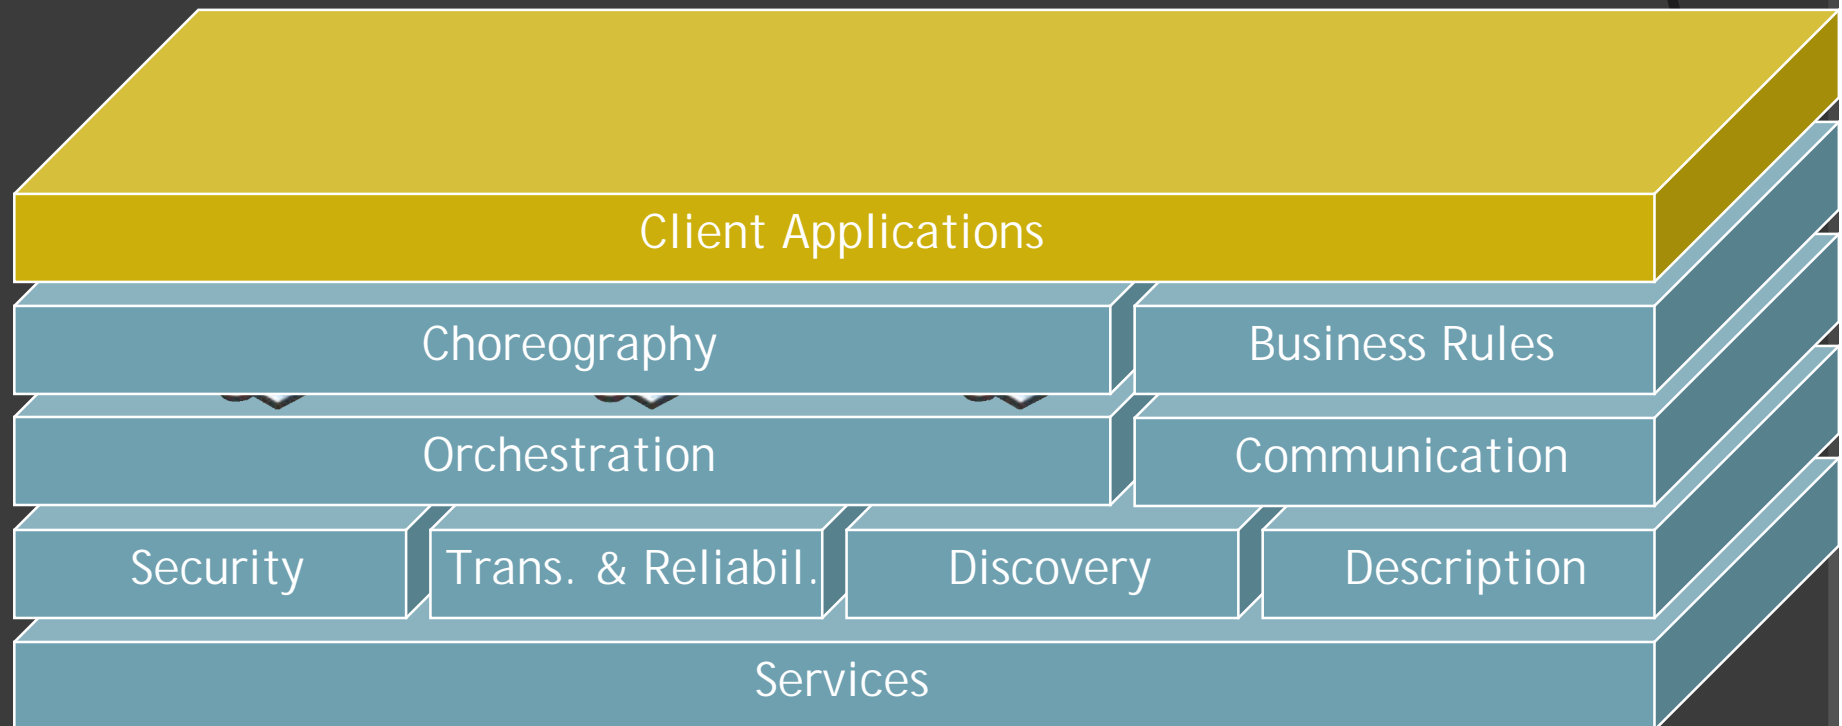 Client Applications
Choreography
Business Rules
Orchestration
Communication
Security
Trans. & Reliabil.
Discovery
Description
Services